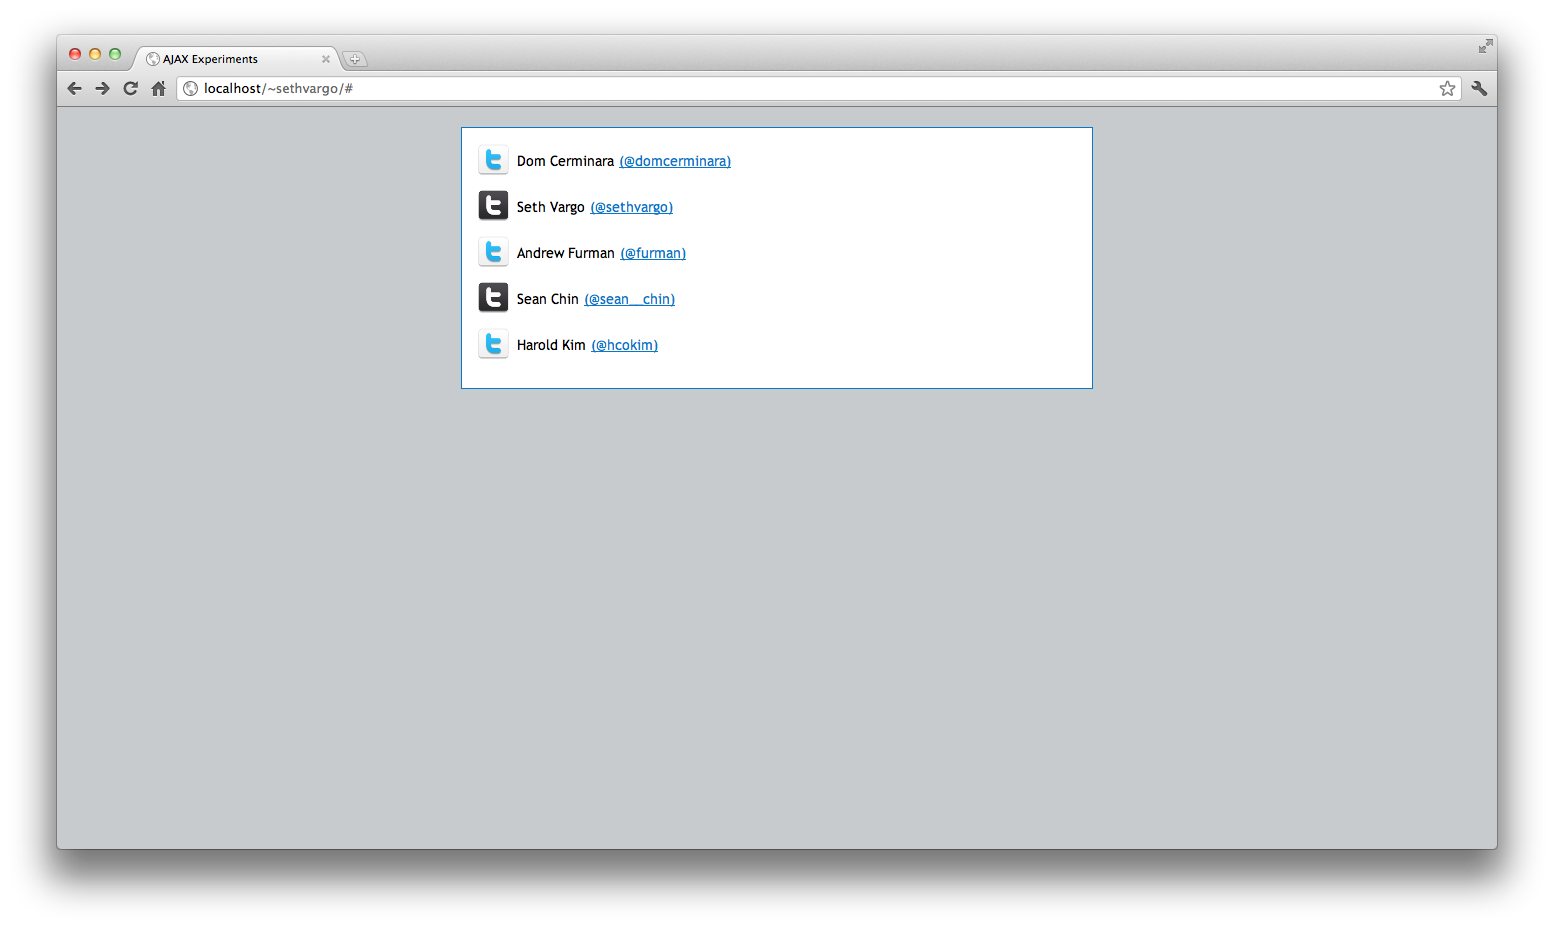 AJAX Experiments
localhost/~sethvargo/#
Dom Cerminara (@domcerminara)
Seth Vargo (@sethvargo)
Andrew Furman (@furman)
Sean Chin (@sean__chin)
Harold Kim (@hcokim)